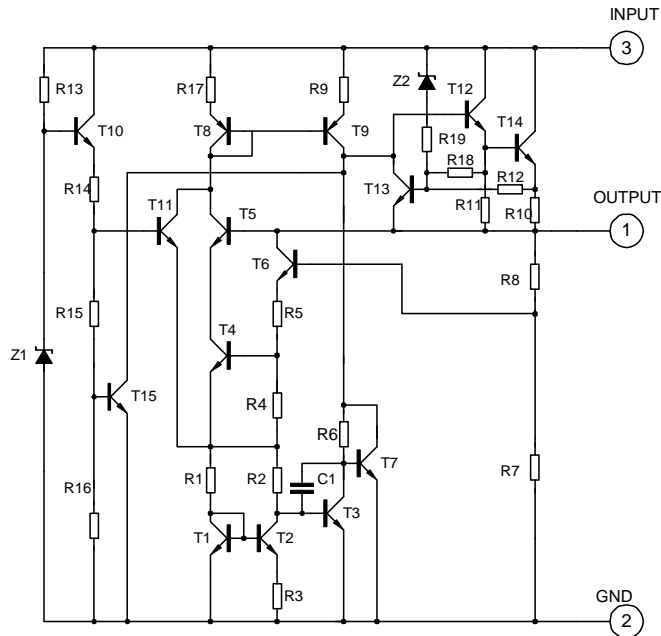 INPUT
3
R13
R17
R9
Z2
T12
T10
T8
T9
T14
R19
R18
R14
T13
R12
T11
T5
R11
R10
OUTPUT
1
T6
R8
R15
R5
Z1
T4
T15
R4
R6
R7
T7
R1
R2
C1
R16
T1
T2
T3
R3
GND
2